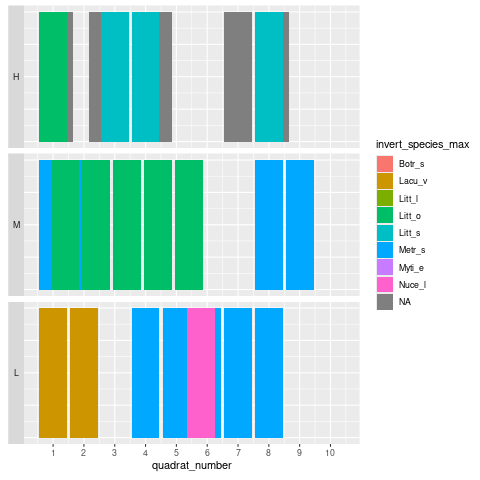 H
M
L
1 2 3 4 5 6 7 8 9 10
quadrat_number
invert_species_max
Botr_s
Lacu_v
Litt_l
Litt_o
Litt_s
Metr_s
Myti_e
Nuce_l
NA